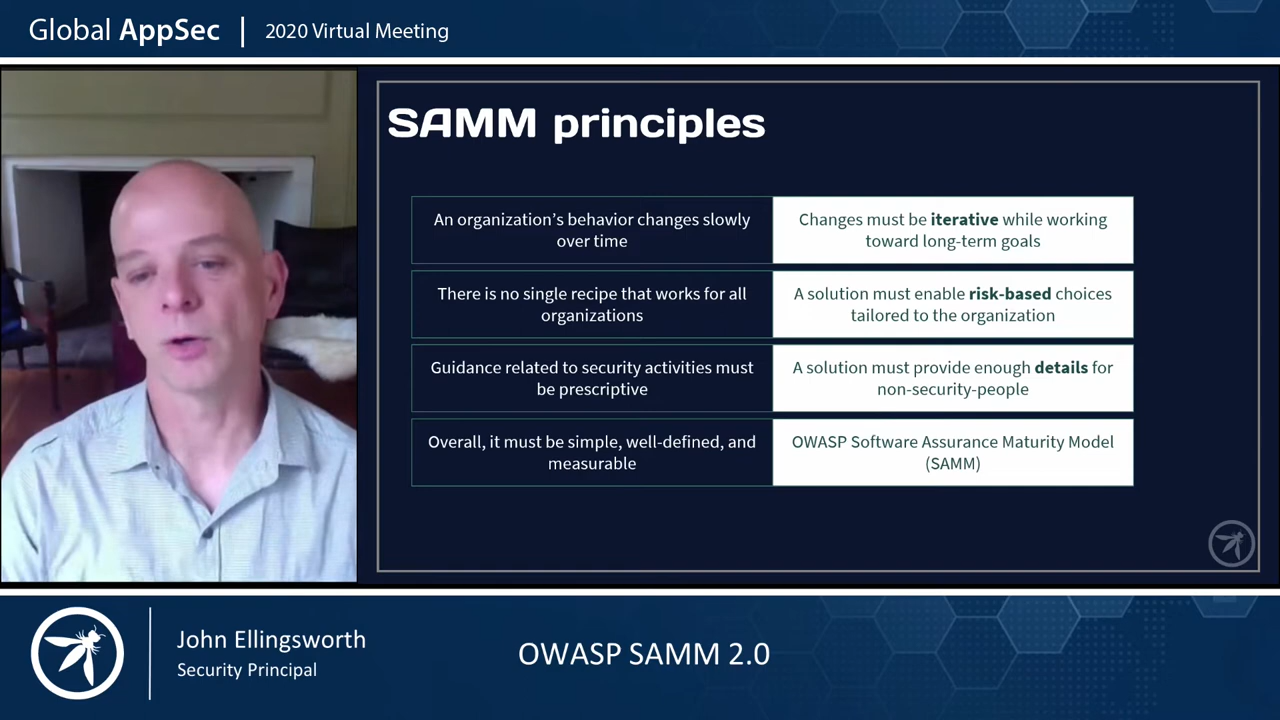 Global AppSec | 2020 Virtual Meeting
SAMM principles
An organization's behavior changes slowly
over time
Changes must be iterative while working
toward long-term goals
There is no single recipe that works for all
organizations
A solution must enable risk-based choices
tailored to the organization
Guidance related to security activities must
be prescriptive
A solution must provide enough details for
non-security-people
Overall, it must be simple, well-defined, and
measurable
OWASP Software Assurance Maturity Model
(SAMM)
John Ellingsworth
Security Principal
OWASP SAMM 2.0